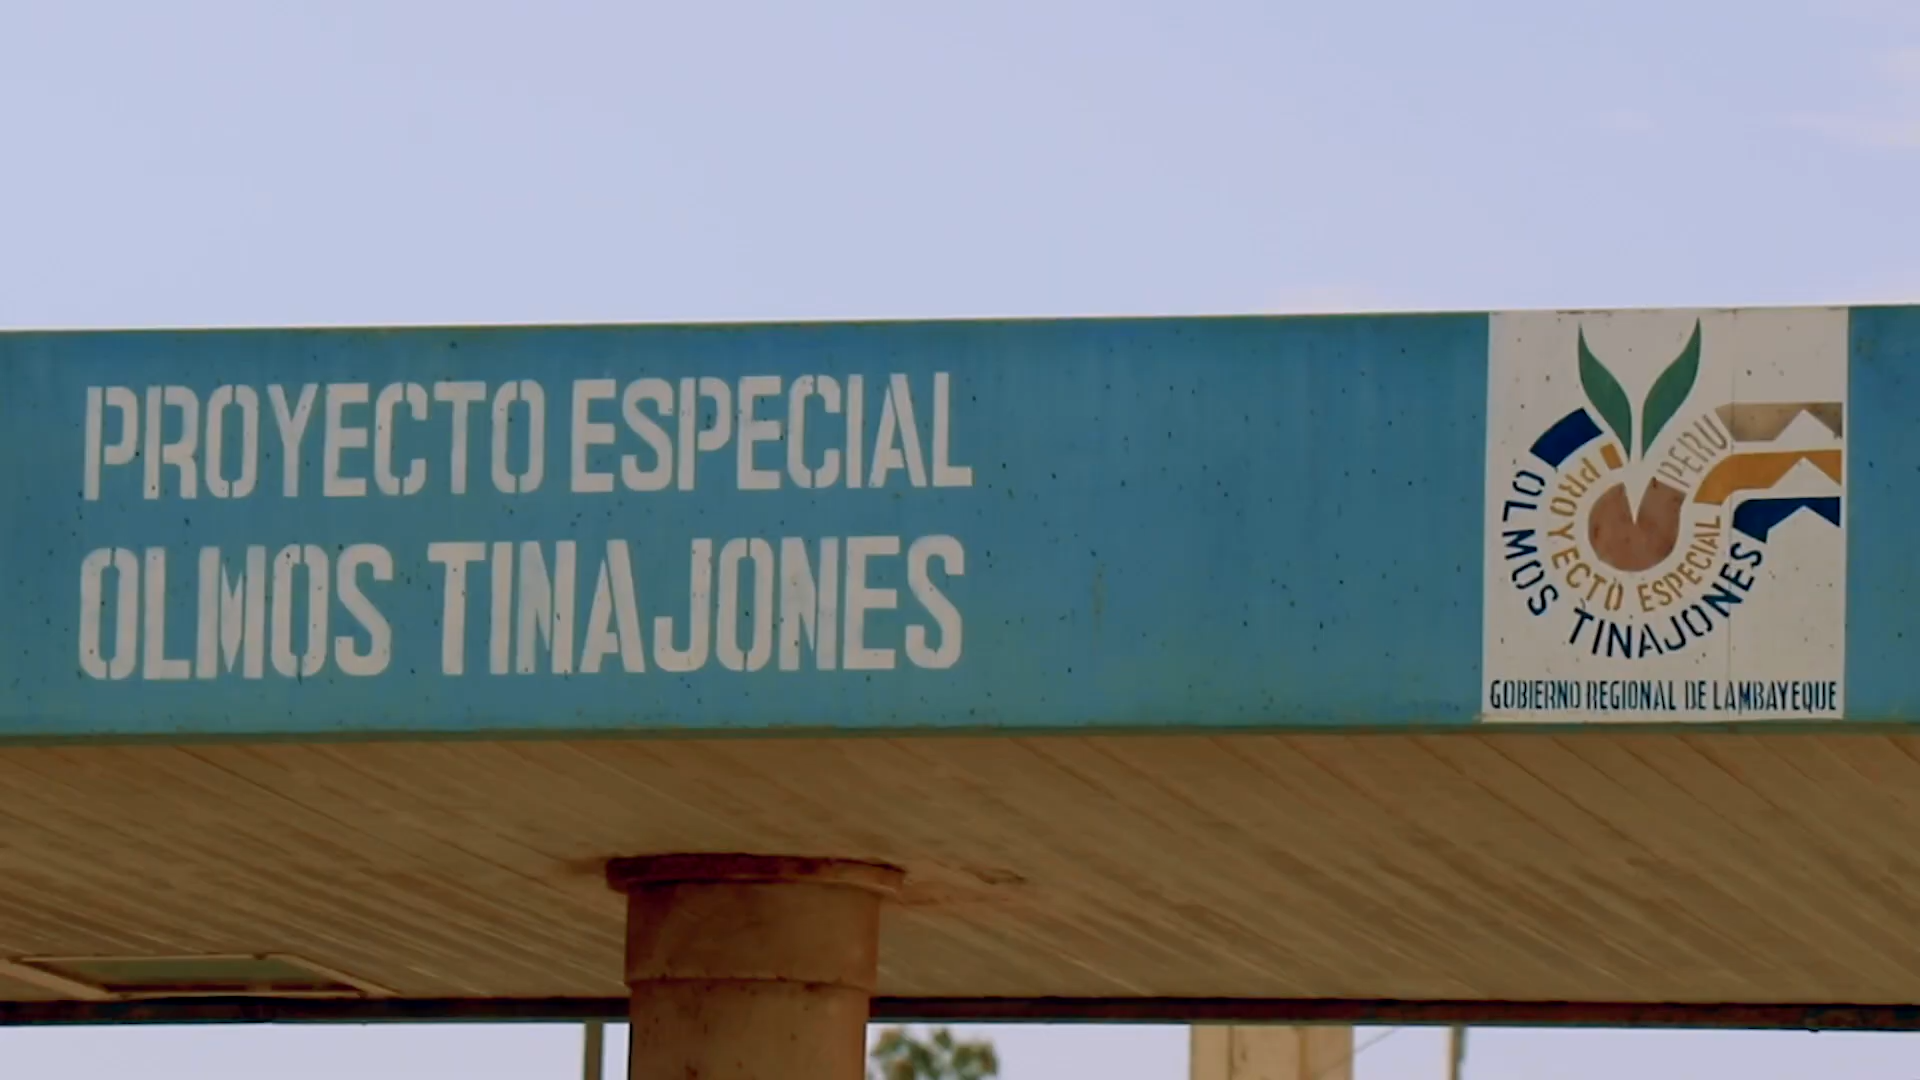 PROYECTO ESPECIAL
OLMOS TINAJONES
PERU
PROYECTO ESPECIAL
OLMOS TINAJONES
GOBIERNO REGIONAL DE LAMBAYEQUE